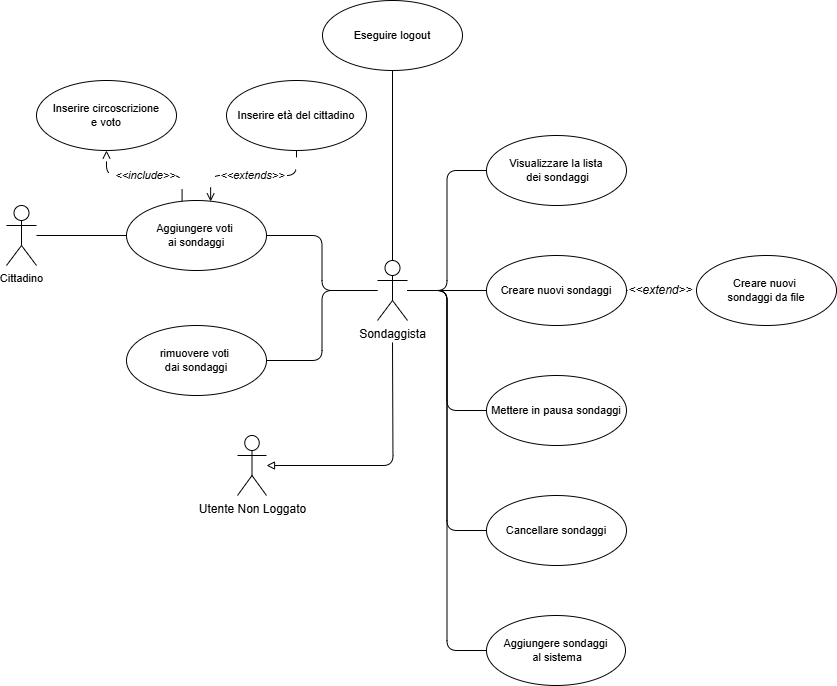 Eseguire logout
Inserire circoscrizione
e voto
Inserire età del cittadino
<<include>>
<<extends>>
Visualizzare la lista
dei sondaggi
Aggiungere voti
ai sondaggi
Cittadino
Creare nuovi sondaggi
<<extend>>
Creare nuovi
sondaggi da file
Sondaggista
rimuovere voti
dai sondaggi
Mettere in pausa sondaggi
Utente Non Loggato
Cancellare sondaggi
Aggiungere sondaggi
al sistema